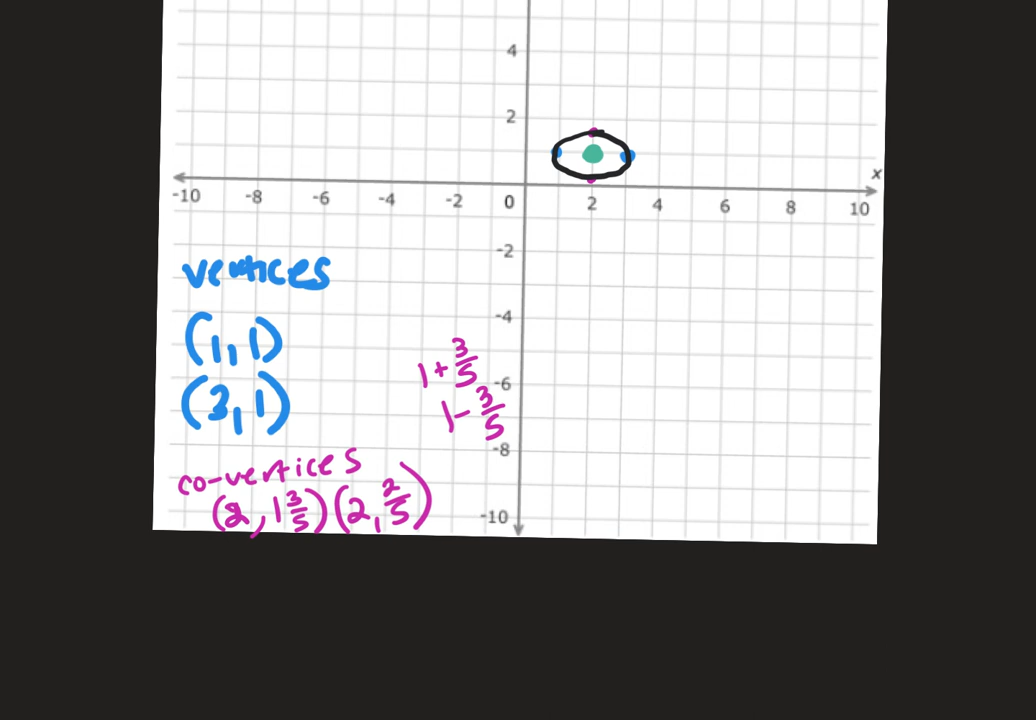 4
2
x
-10 -8 -6 -4 -2 0 2 4 6 8 10
-2
vertices
-4
(1, 1)
1 + 3/5
-6
(3, 1)
1 - 3/5
-8
co-vertices
(2, 1 3/5) (2, 2/5)
-10